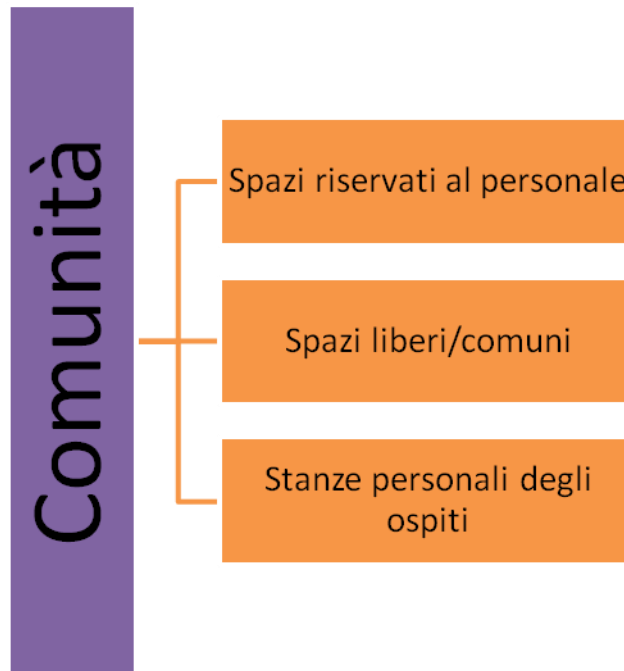 Comunità
Spazi riservati al personale
Spazi liberi/comuni
Stanze personali degli
ospiti